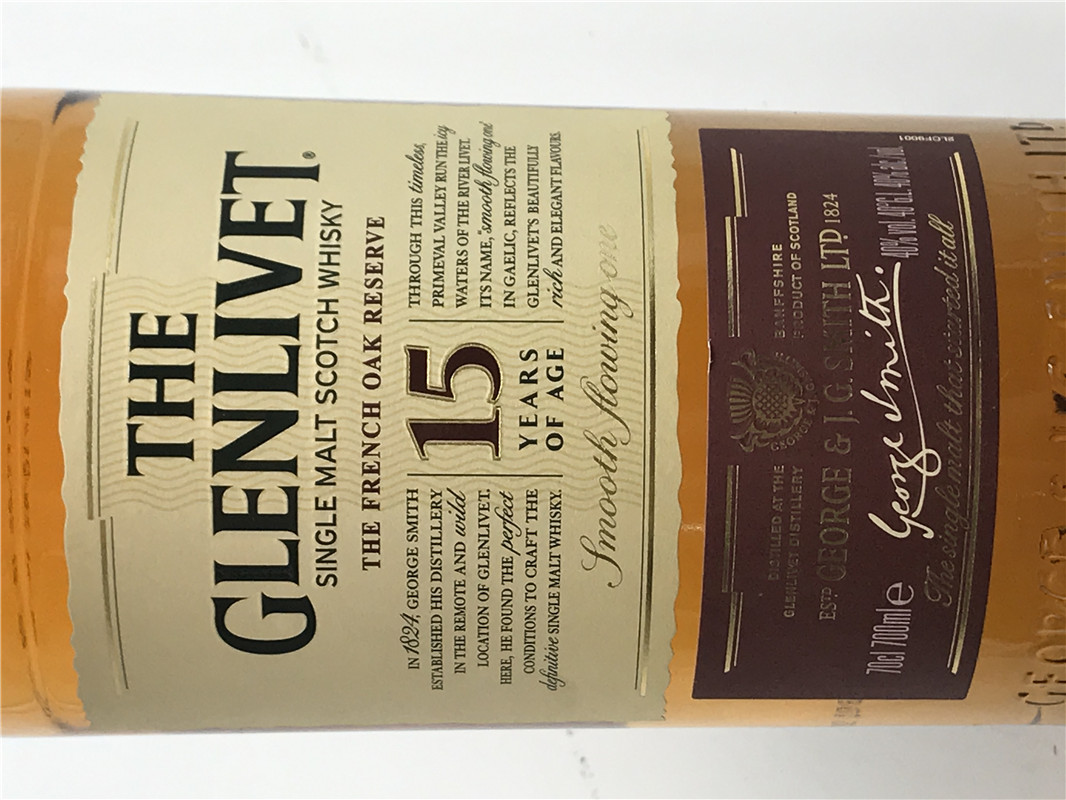 THE
GLENLIVET®
SINGLE MALT SCOTCH WHISKY
THE FRENCH OAK RESERVE
IN 1824, GEORGE SMITH
ESTABLISHED HIS DISTILLERY
IN THE REMOTE AND wild
LOCATION OF GLENLIVET.
HERE, HE FOUND THE perfect
CONDITIONS TO CRAFT THE
definitive SINGLE MALT WHISKY.
15
YEARS
OF AGE
THROUGH THIS timeless,
PRIMEVAL VALLEY RUN THE icy
WATERS OF THE RIVER LIVET.
ITS NAME, "smooth flowing one"
IN GAELIC, REFLECTS THE
GLENLIVET'S BEAUTIFULLY
rich AND ELEGANT FLAVOURS.
Smooth flowing one
DISTILLED AT THE
GLENLIVET DISTILLERY
BANFFSHIRE
PRODUCT OF SCOTLAND
ESTD GEORGE & J.G. SMITH LTD 1824
George Smith.
70cl 700ml e
40% vol. 40°G.L. 40% alc./vol.
The single malt that started it all